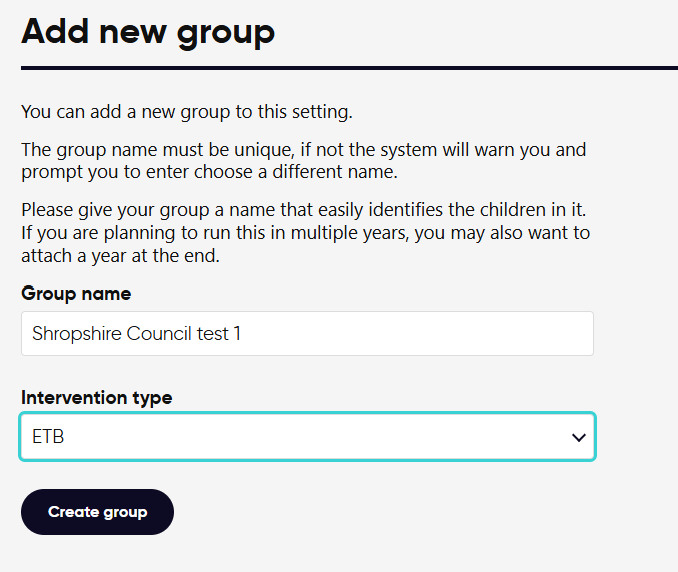 Add new group
You can add a new group to this setting.
The group name must be unique, if not the system will warn you and
prompt you to enter choose a different name.
Please give your group a name that easily identifies the children in it.
If you are planning to run this in multiple years, you may also want to
attach a year at the end.
Group name
Shropshire Council test 1
Intervention type
ETB
Create group